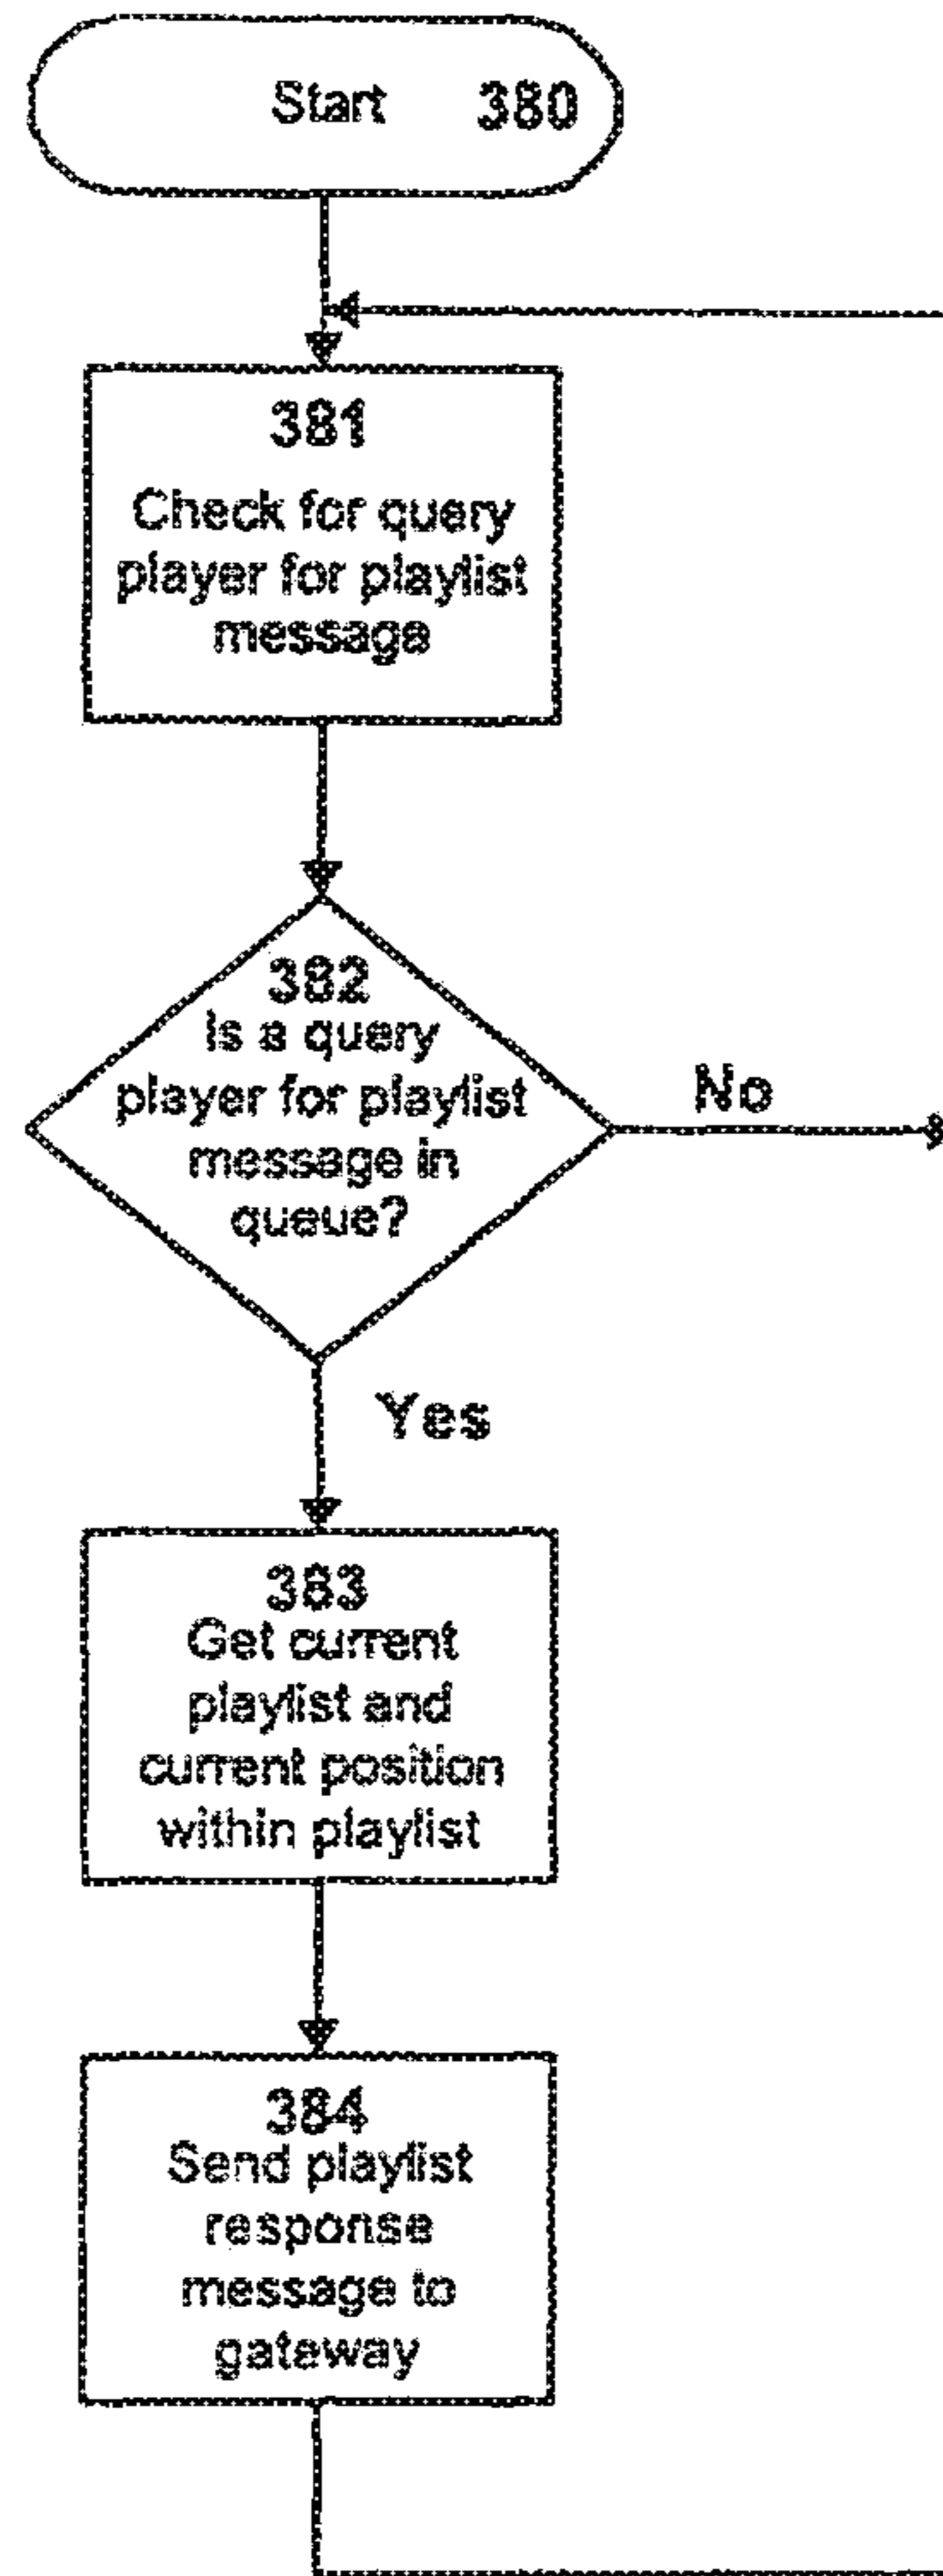 Start 380
381
Check for query
player for playlist
message
382
Is a query
player for playlist
message in
queue?
No
Yes
383
Get current
playlist and
current position
within playlist
384
Send playlist
response
message to
gateway